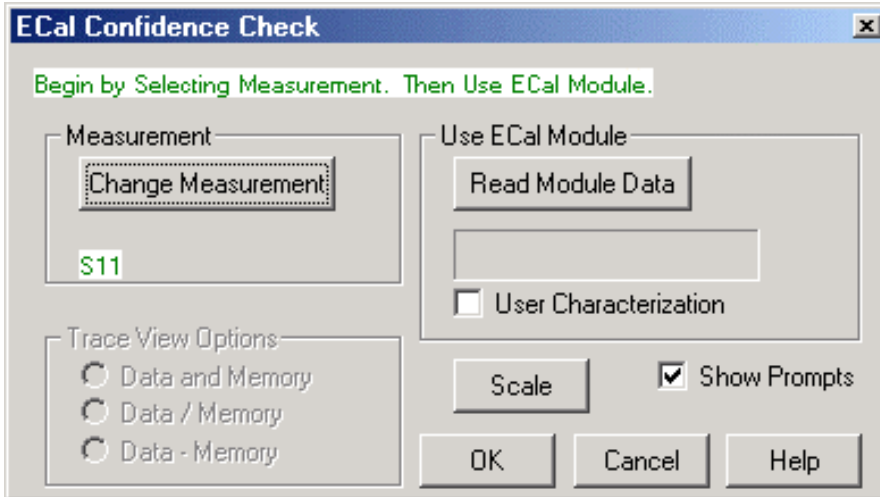 ECal Confidence Check
Begin by Selecting Measurement. Then Use ECal Module.
Measurement
Change Measurement
S11
Use ECal Module
Read Module Data
User Characterization
Trace View Options
Data and Memory
Data / Memory
Data - Memory
Scale
Show Prompts
OK
Cancel
Help